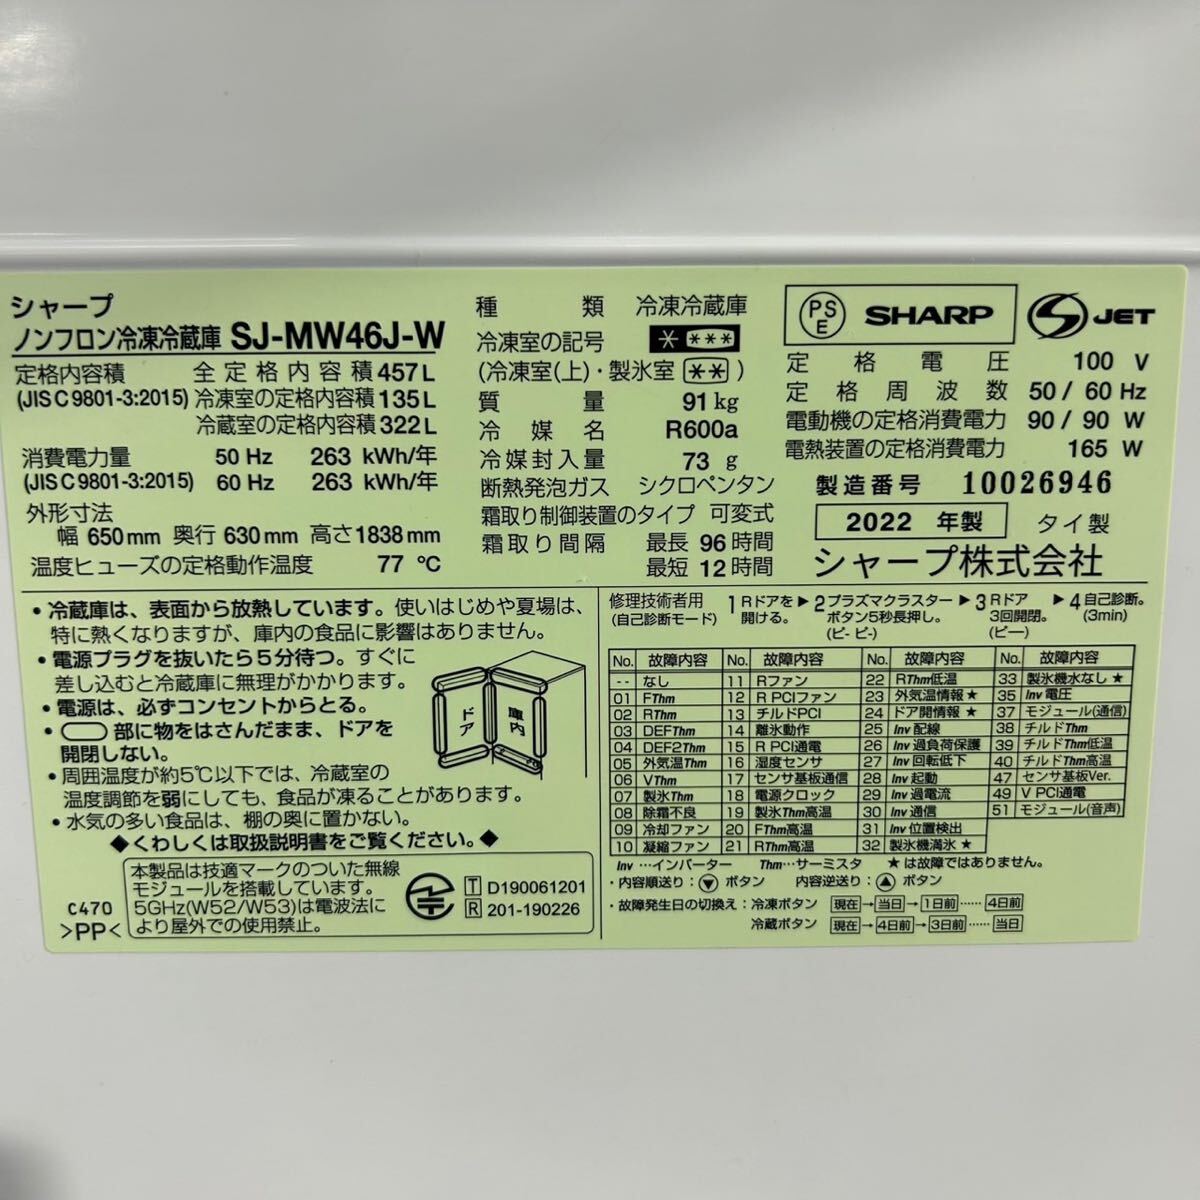 シャープ
ノンフロン冷凍冷蔵庫 SJ-MW46J-W
定格内容積 全定格内容積 457 L
(JIS C 9801-3:2015) 冷凍室の定格内容積 135 L
冷蔵室の定格内容積 322 L
消費電力量 50 Hz 263 kWh/年
(JIS C 9801-3:2015) 60 Hz 263 kWh/年
外形寸法
幅 650 mm 奥行 630 mm 高さ 1838 mm
温度ヒューズの定格動作温度 77 ℃
種類 冷凍冷蔵庫
冷凍室の記号 * ***
(冷凍室(上)・製氷室 ** )
質量 91 kg
冷媒名 R600a
冷媒封入量 73 g
断熱発泡ガス シクロペンタン
霜取り制御装置のタイプ 可変式
霜取り間隔 最長 96 時間
最短 12 時間
PSE SHARP S JET
定格電圧 100 V
定格周波数 50 / 60 Hz
電動機の定格消費電力 90 / 90 W
電熱装置の定格消費電力 165 W
製造番号 10026946
2022 年製 タイ製
シャープ株式会社
・冷蔵庫は、表面から放熱しています。使いはじめや夏場は、
特に熱くなりますが、庫内の食品に影響はありません。
・電源プラグを抜いたら5分待つ。すぐに
差し込むと冷蔵庫に無理がかかります。
・電源は、必ずコンセントからとる。
・ 部に物をはさんだまま、ドアを
開閉しない。
・周囲温度が約5℃以下では、冷蔵室の
温度調節を弱にしても、食品が凍ることがあります。
・水気の多い食品は、棚の奥に置かない。
◆くわしくは取扱説明書をご覧ください。◆
ドア
庫内
C470
>PP<
本製品は技適マークのついた無線
モジュールを搭載しています。
5GHz(W52/W53)は電波法に
より屋外での使用禁止。
T D190061201
R 201-190226
修理技術者用 1 Rドアを ▶ 2 プラズマクラスター ▶ 3 Rドア ▶ 4 自己診断。
(自己診断モード) 開ける。 ボタン5秒長押し。 3回開閉。 (3min)
(ピ- ピ-) (ピー)
No. 故障内容 No. 故障内容 No. 故障内容 No. 故障内容
-- なし 11 Rファン 22 RThm低温 33 製氷機水なし ★
01 FThm 12 R PCIファン 23 外気温情報 ★ 35 Inv 電圧
02 RThm 13 チルドPCI 24 ドア開情報 ★ 37 モジュール(通信)
03 DEFThm 14 離氷動作 25 Inv 配線 38 チルドThm
04 DEF2Thm 15 R PCI通電 26 Inv 過負荷保護 39 チルドThm低温
05 外気温Thm 16 湿度センサ 27 Inv 回転低下 40 チルドThm高温
06 VThm 17 センサ基板通信 28 Inv 起動 47 センサ基板Ver.
07 製氷Thm 18 電源クロック 29 Inv 過電流 49 V PCI通電
08 除霜不良 19 製氷Thm高温 30 Inv 通信 51 モジュール(音声)
09 冷却ファン 20 FThm高温 31 Inv 位置検出
10 凝縮ファン 21 RThm高温 32 製氷機満氷 ★
Inv …インバーター Thm…サーミスタ ★は故障ではありません。
・内容順送り：▼ ボタン 内容逆送り：▲ ボタン
・故障発生日の切換え：冷凍ボタン 現在→当日→1日前……4日前
冷蔵ボタン 現在→4日前→3日前……当日